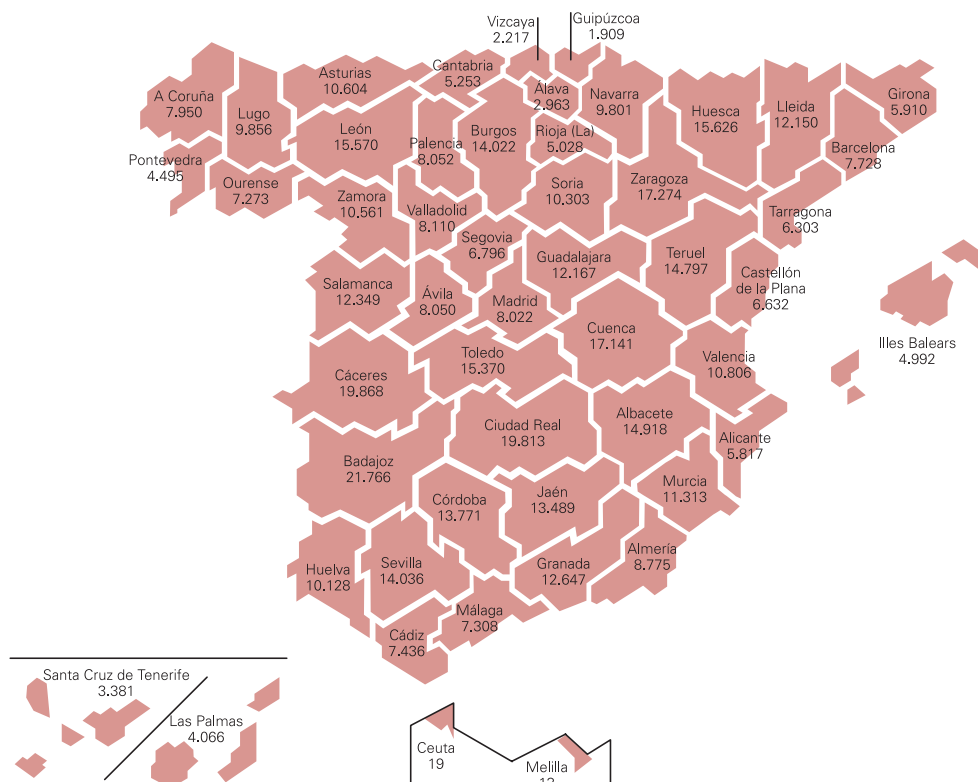 Vizcaya
2.217
Guipúzcoa
1.909
Cantabria
5.253
Asturias
10.604
A Coruña
7.950
Lugo
9.856
Álava
2.963
Navarra
9.801
Huesca
15.626
Lleida
12.150
Girona
5.910
León
15.570
Palencia
8.052
Burgos
14.022
Rioja (La)
5.028
Barcelona
7.728
Pontevedra
4.495
Ourense
7.273
Zamora
10.561
Valladolid
8.110
Soria
10.303
Zaragoza
17.274
Tarragona
6.303
Segovia
6.796
Guadalajara
12.167
Teruel
14.797
Castellón
de la Plana
6.632
Salamanca
12.349
Ávila
8.050
Madrid
8.022
Cuenca
17.141
Illes Balears
4.992
Toledo
15.370
Valencia
10.806
Cáceres
19.868
Ciudad Real
19.813
Albacete
14.918
Alicante
5.817
Badajoz
21.766
Córdoba
13.771
Jaén
13.489
Murcia
11.313
Huelva
10.128
Sevilla
14.036
Granada
12.647
Almería
8.775
Málaga
7.308
Cádiz
7.436
Santa Cruz de Tenerife
3.381
Las Palmas
4.066
Ceuta
19
Melilla